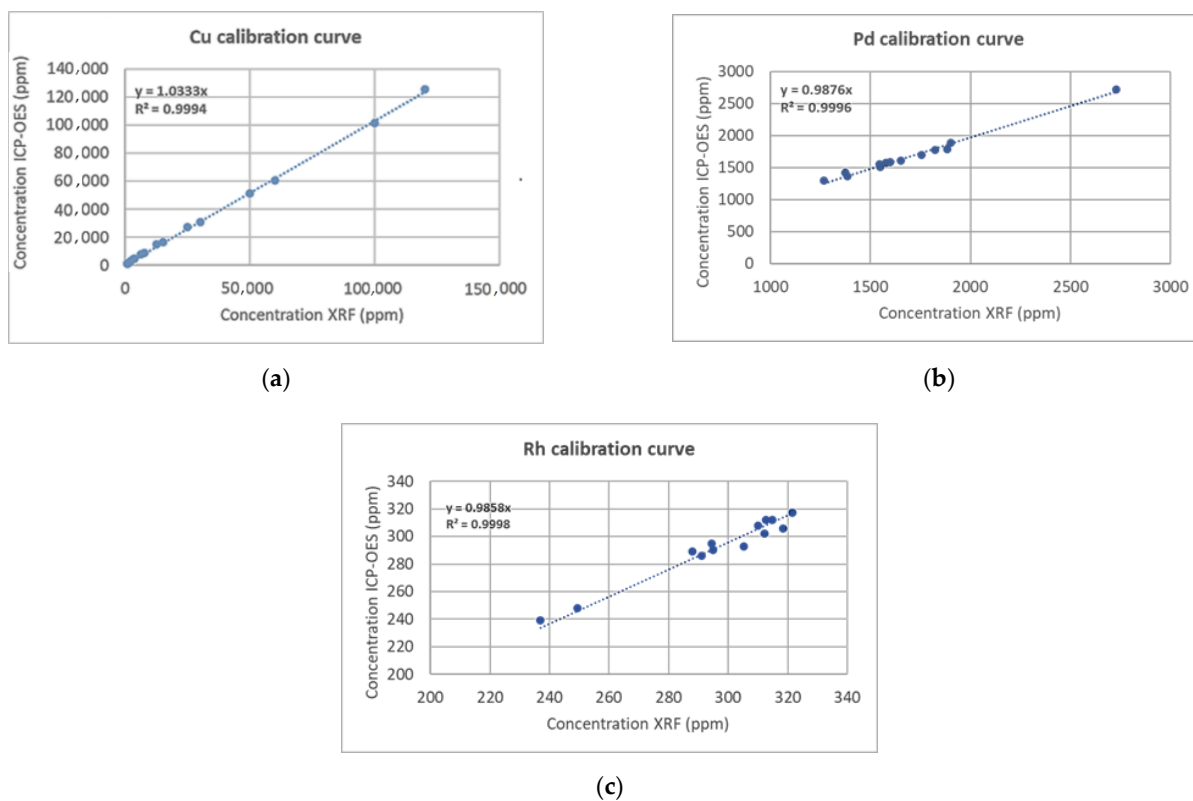 Cu calibration curve
Concentration ICP-OES (ppm)
140,000
120,000
100,000
80,000
60,000
40,000
20,000
0
y = 1.0333x
R² = 0.9994
0 50,000 100,000 150,000
Concentration XRF (ppm)
(a)
Pd calibration curve
Concentration ICP-OES (ppm)
3000
2500
2000
1500
1000
500
0
y = 0.9876x
R² = 0.9996
1000 1500 2000 2500 3000
Concentration XRF (ppm)
(b)
Rh calibration curve
Concentration ICP-OES (ppm)
340
320
300
280
260
240
220
200
y = 0.9858x
R² = 0.9998
200 220 240 260 280 300 320 340
Concentration XRF (ppm)
(c)